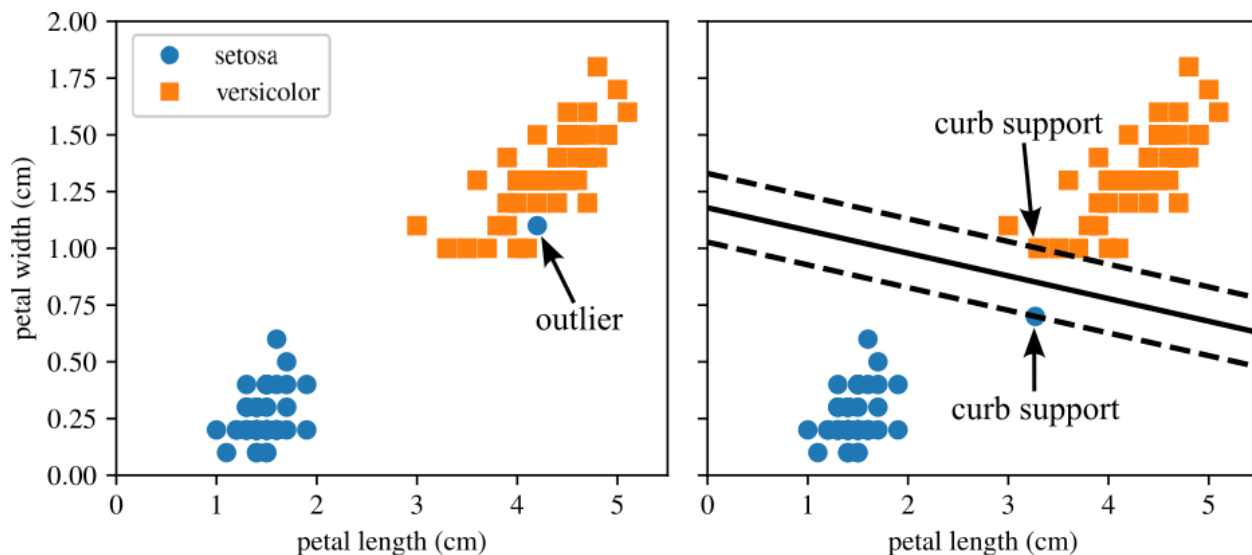 2.00
1.75
1.50
1.25
1.00
0.75
0.50
0.25
0.00
petal width (cm)
setosa
versicolor
outlier
0 1 2 3 4 5
petal length (cm)
curb support
curb support
0 1 2 3 4 5
petal length (cm)